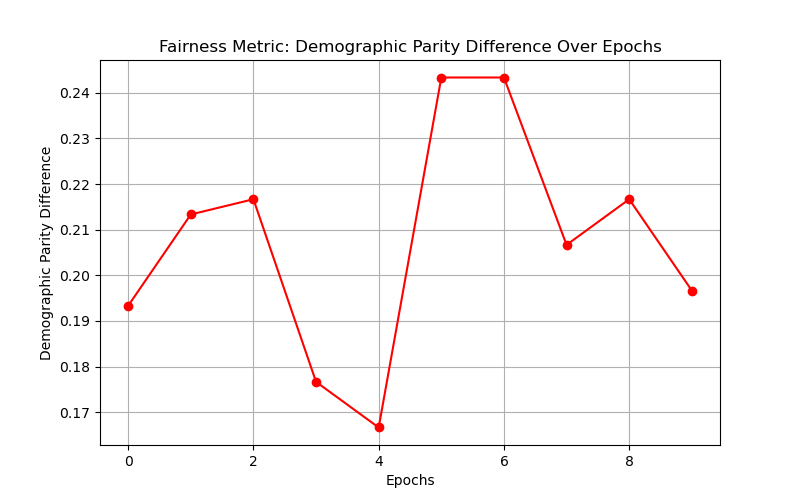 Fairness Metric: Demographic Parity Difference Over Epochs
Demographic Parity Difference
0.24
0.23
0.22
0.21
0.20
0.19
0.18
0.17
0 2 4 6 8
Epochs